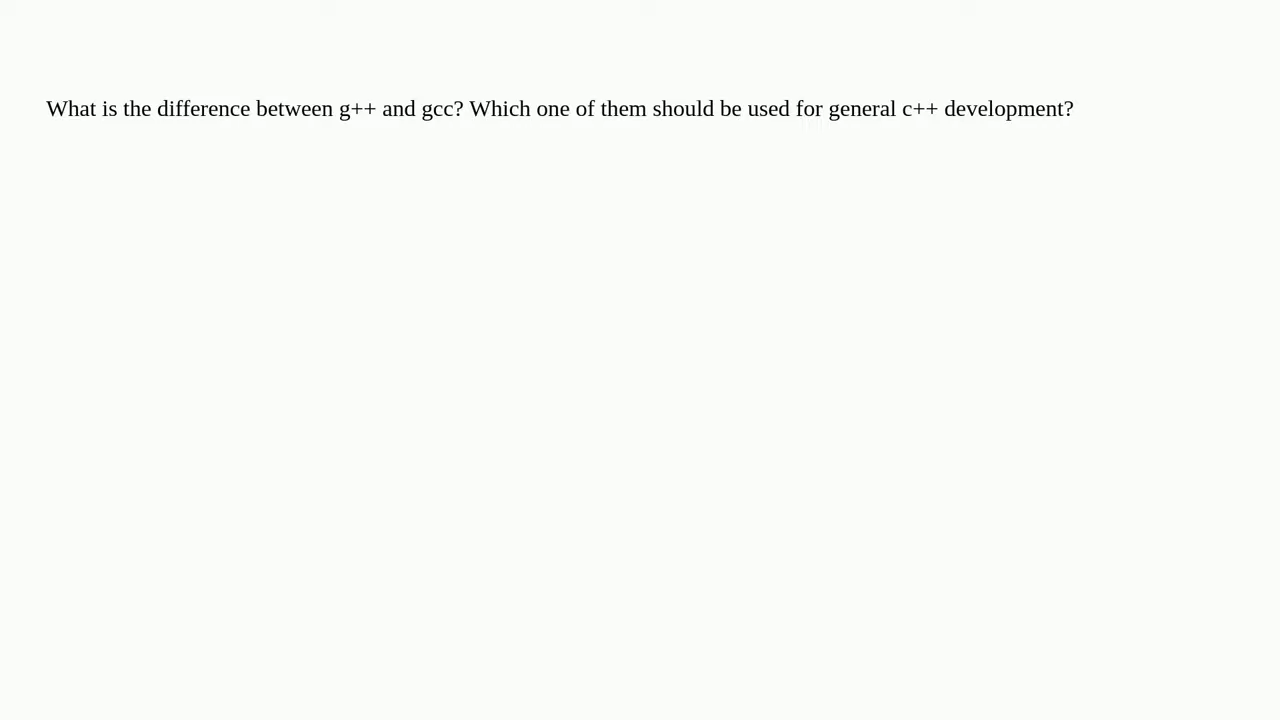 What is the difference between g++ and gcc? Which one of them should be used for general c++ development?